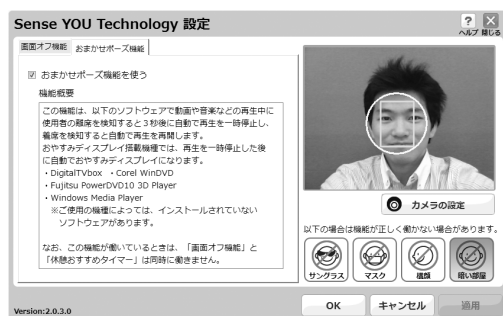 Sense YOU Technology 設定
ヘルプ 閉じる
画面オフ機能 おまかせポーズ機能
おまかせポーズ機能を使う
機能概要
この機能は、以下のソフトウェアで動画や音楽などの再生中に
使用者の離席を検知すると3秒後に自動で再生を一時停止し、
着席を検知すると自動で再生を再開します。
おやすみディスプレイ搭載機種では、再生を一時停止した後
に自動でおやすみディスプレイになります。
・DigitalTVbox ・Corel WinDVD
・Fujitsu PowerDVD10 3D Player
・Windows Media Player
※ご使用の機種によっては、インストールされていない
ソフトウェアがあります。
なお、この機能が働いているときは、「画面オフ機能」と
「休憩おすすめタイマー」は同時に働きません。
カメラの設定
以下の場合は機能が正しく働かない場合があります。
サングラス マスク 横顔 暗い部屋
Version:2.0.3.0
OK キャンセル 適用